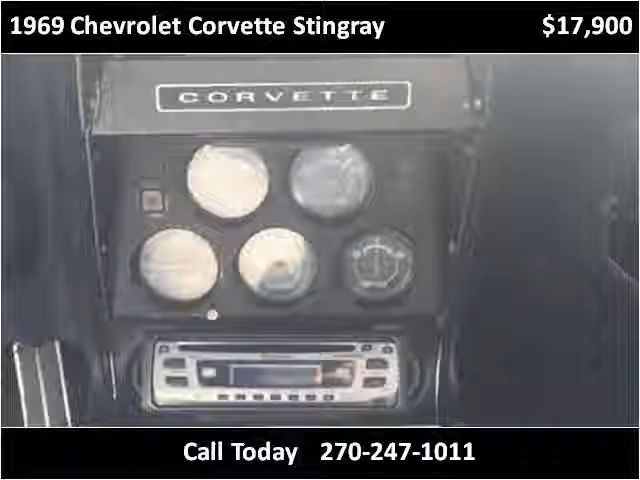 1969 Chevrolet Corvette Stingray $17,900
CORVETTE
Call Today 270-247-1011